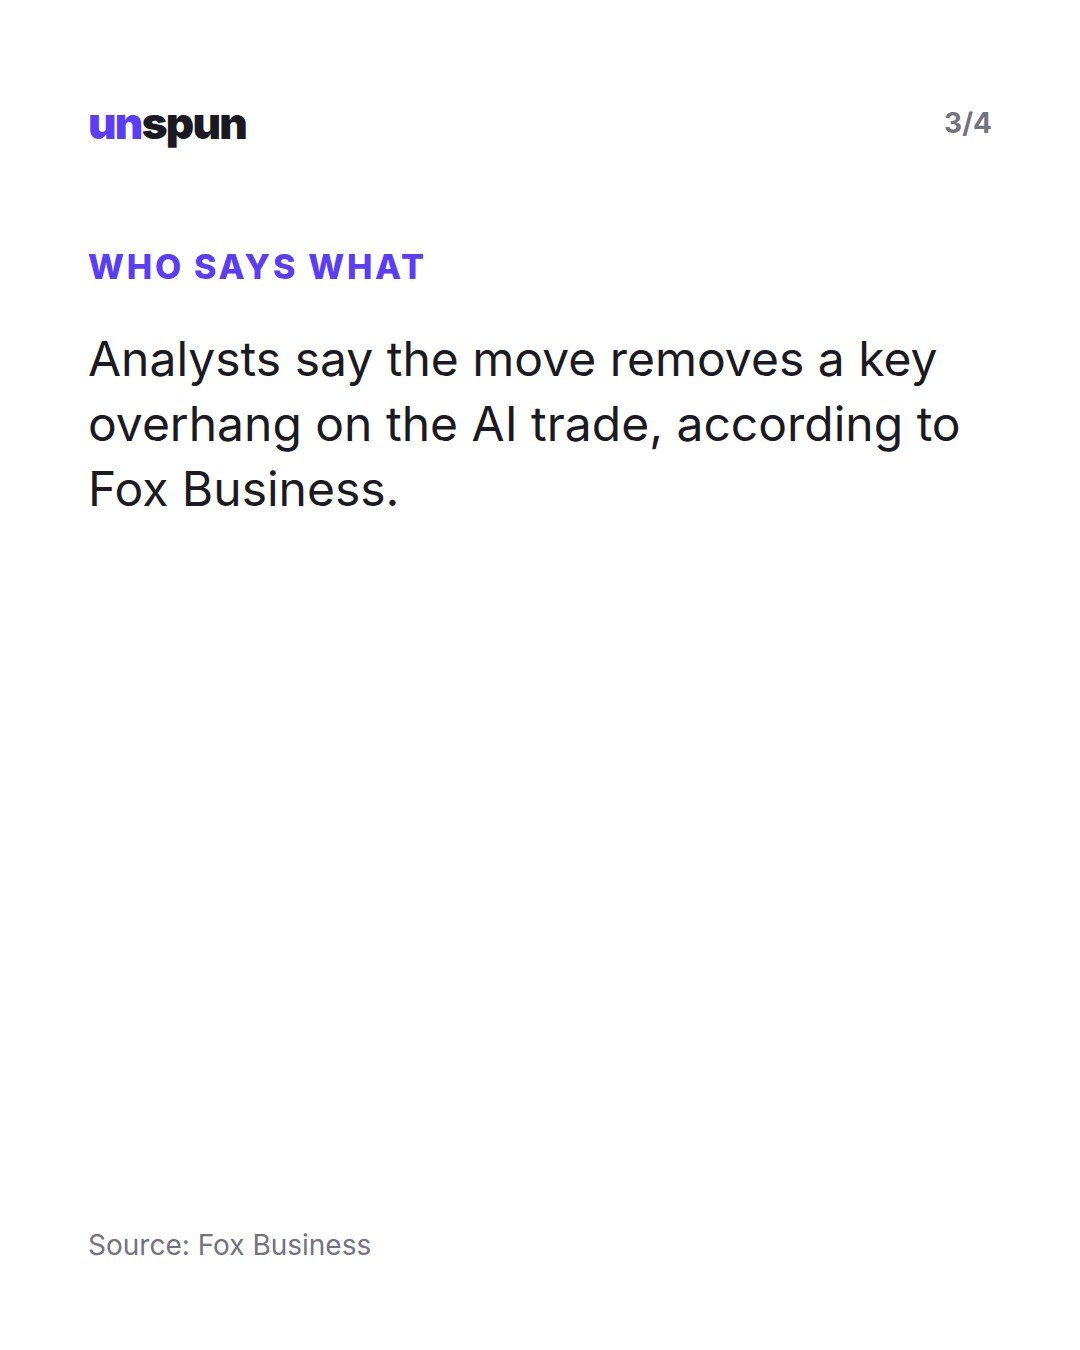 unspun
3/4
WHO SAYS WHAT
Analysts say the move removes a key
overhang on the AI trade, according to
Fox Business.
Source: Fox Business